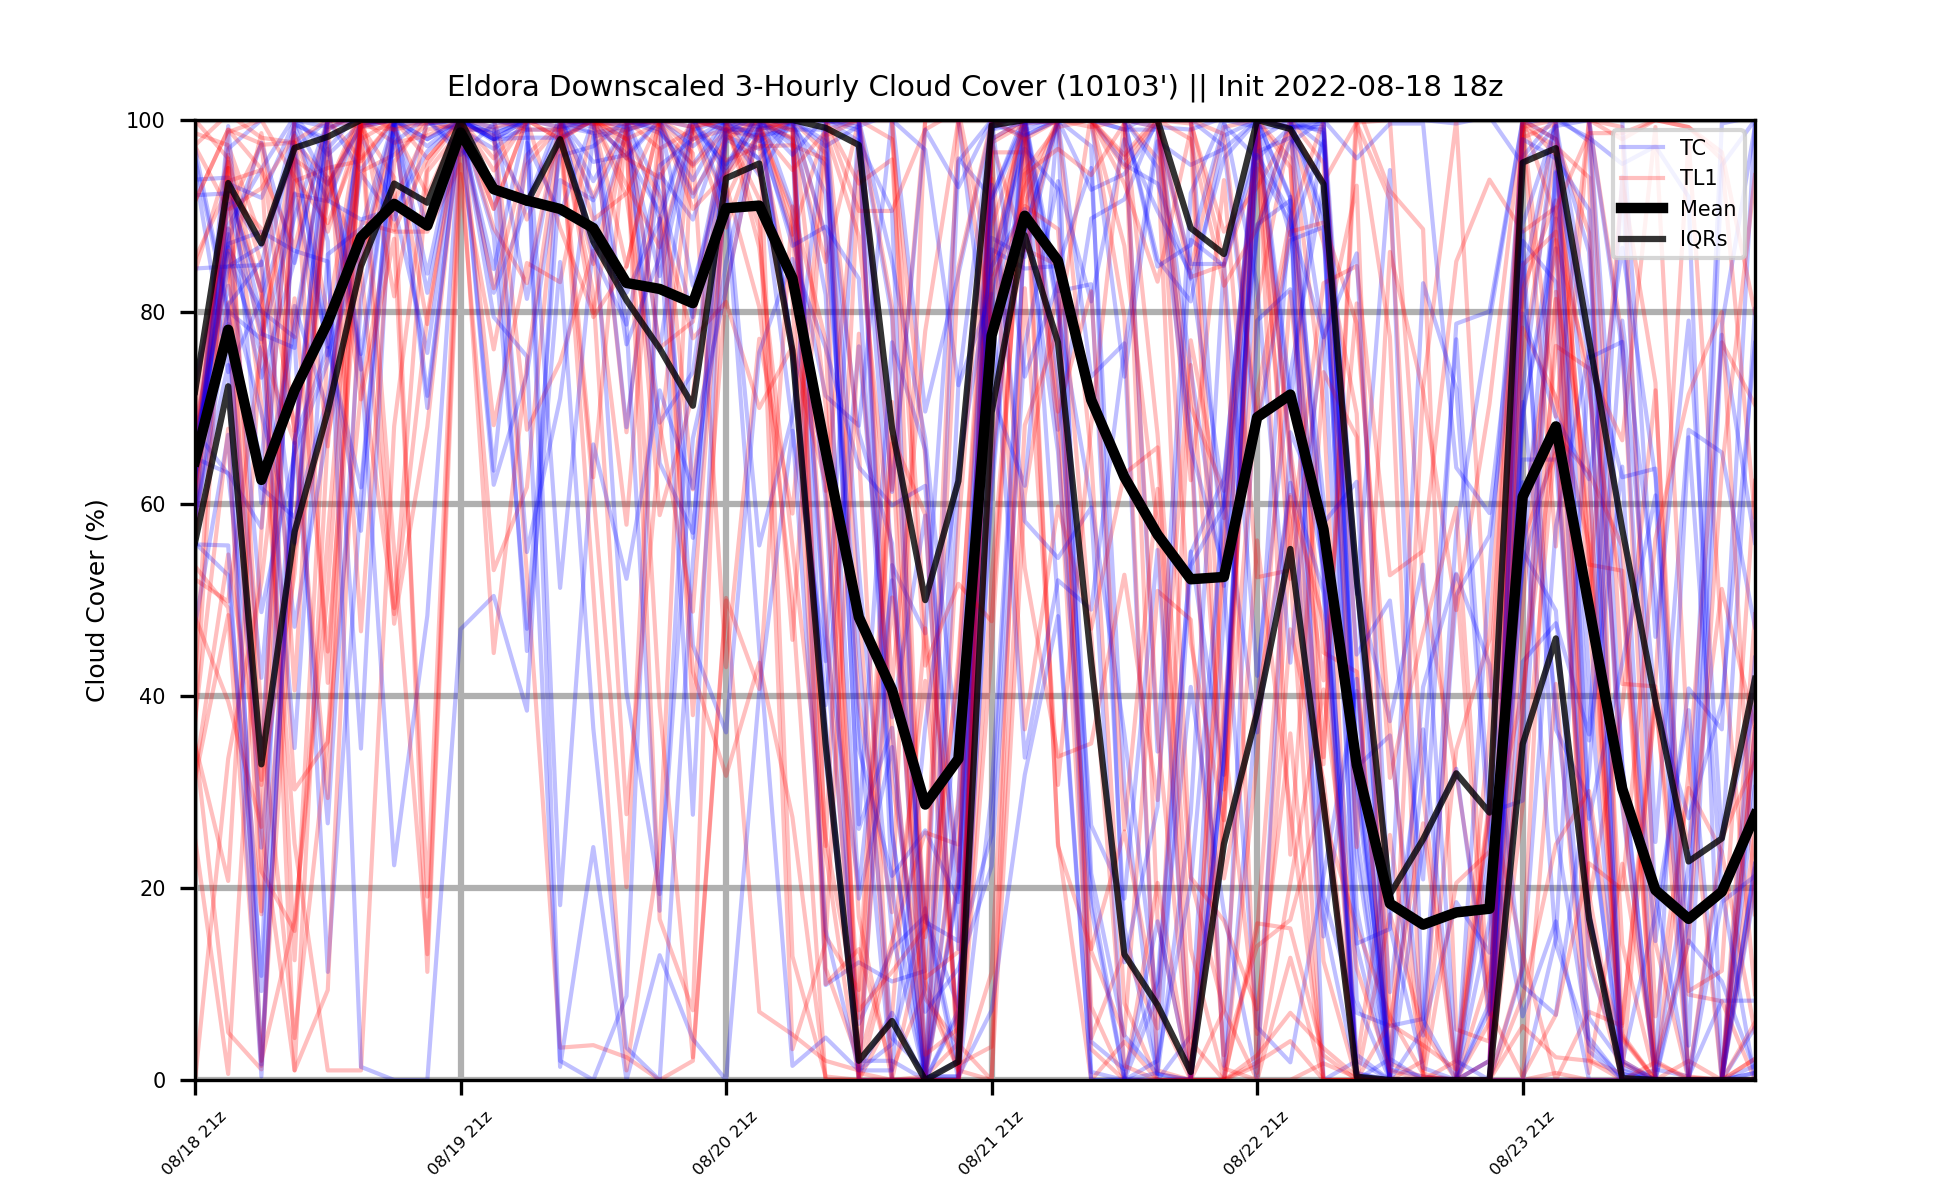 Eldora Downscaled 3-Hourly Cloud Cover (10103') || Init 2022-08-18 18z
Cloud Cover (%)
100
80
60
40
20
0
TC
TL1
Mean
IQRs
08/18 21z
08/19 21z
08/20 21z
08/21 21z
08/22 21z
08/23 21z